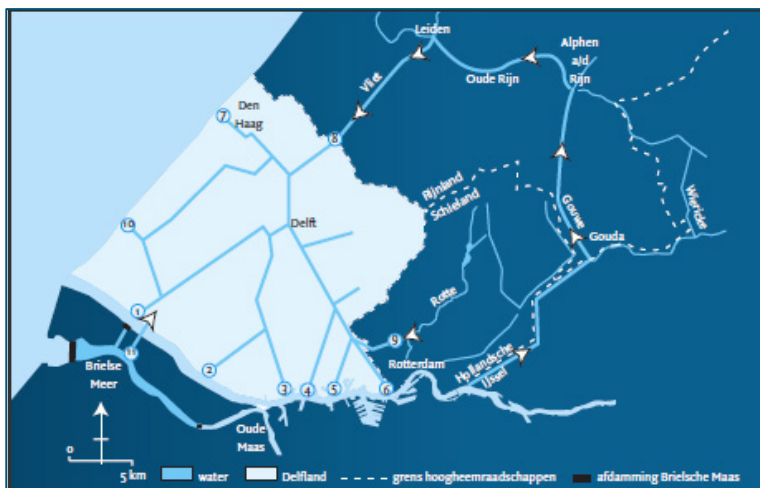 Leiden
Alphen
a/d
Rijn
Oude Rijn
Vliet
Den
Haag
7
8
Rijnland
Schieland
Wiericke
Gouwe
Gouda
10
Delft
1
Rotte
9
11
Brielse
Meer
2
3
4
5
6
Rotterdam
Hollandsche
IJssel
Oude
Maas
0
5 km
water
Delfland
grens hoogheemraadschappen
afdamming Brielsche Maas